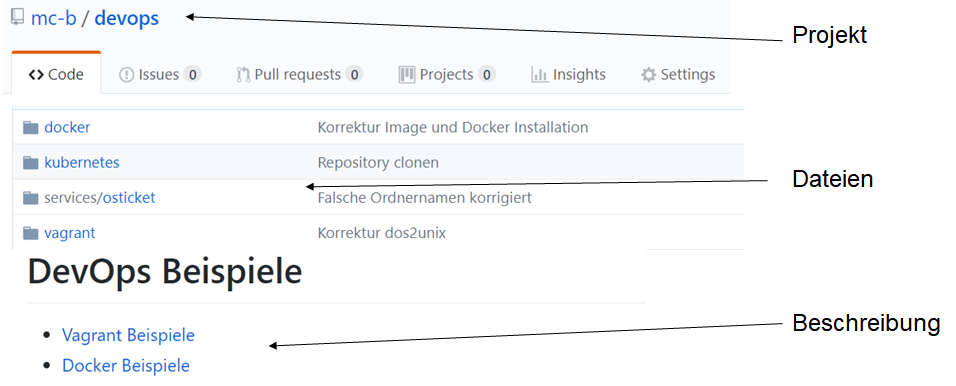 mc-b / devops
Projekt
Code Issues 0 Pull requests 0 Projects 0 Insights Settings
docker Korrektur Image und Docker Installation
kubernetes Repository clonen
Dateien
services/osticket Falsche Ordnernamen korrigiert
vagrant Korrektur dos2unix
DevOps Beispiele
Vagrant Beispiele
Beschreibung
Docker Beispiele